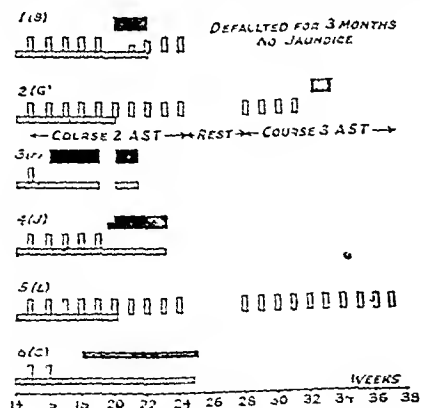 1(B)
DEFAULTED FOR 3 MONTHS
NO JAUNDICE
2(G)
← COURSE 2 AST → ← REST → ← COURSE 3 AST →
4(J)
5(L)
6(C)
WEEKS
14 20 22 24 26 28 30 32 34 36 38